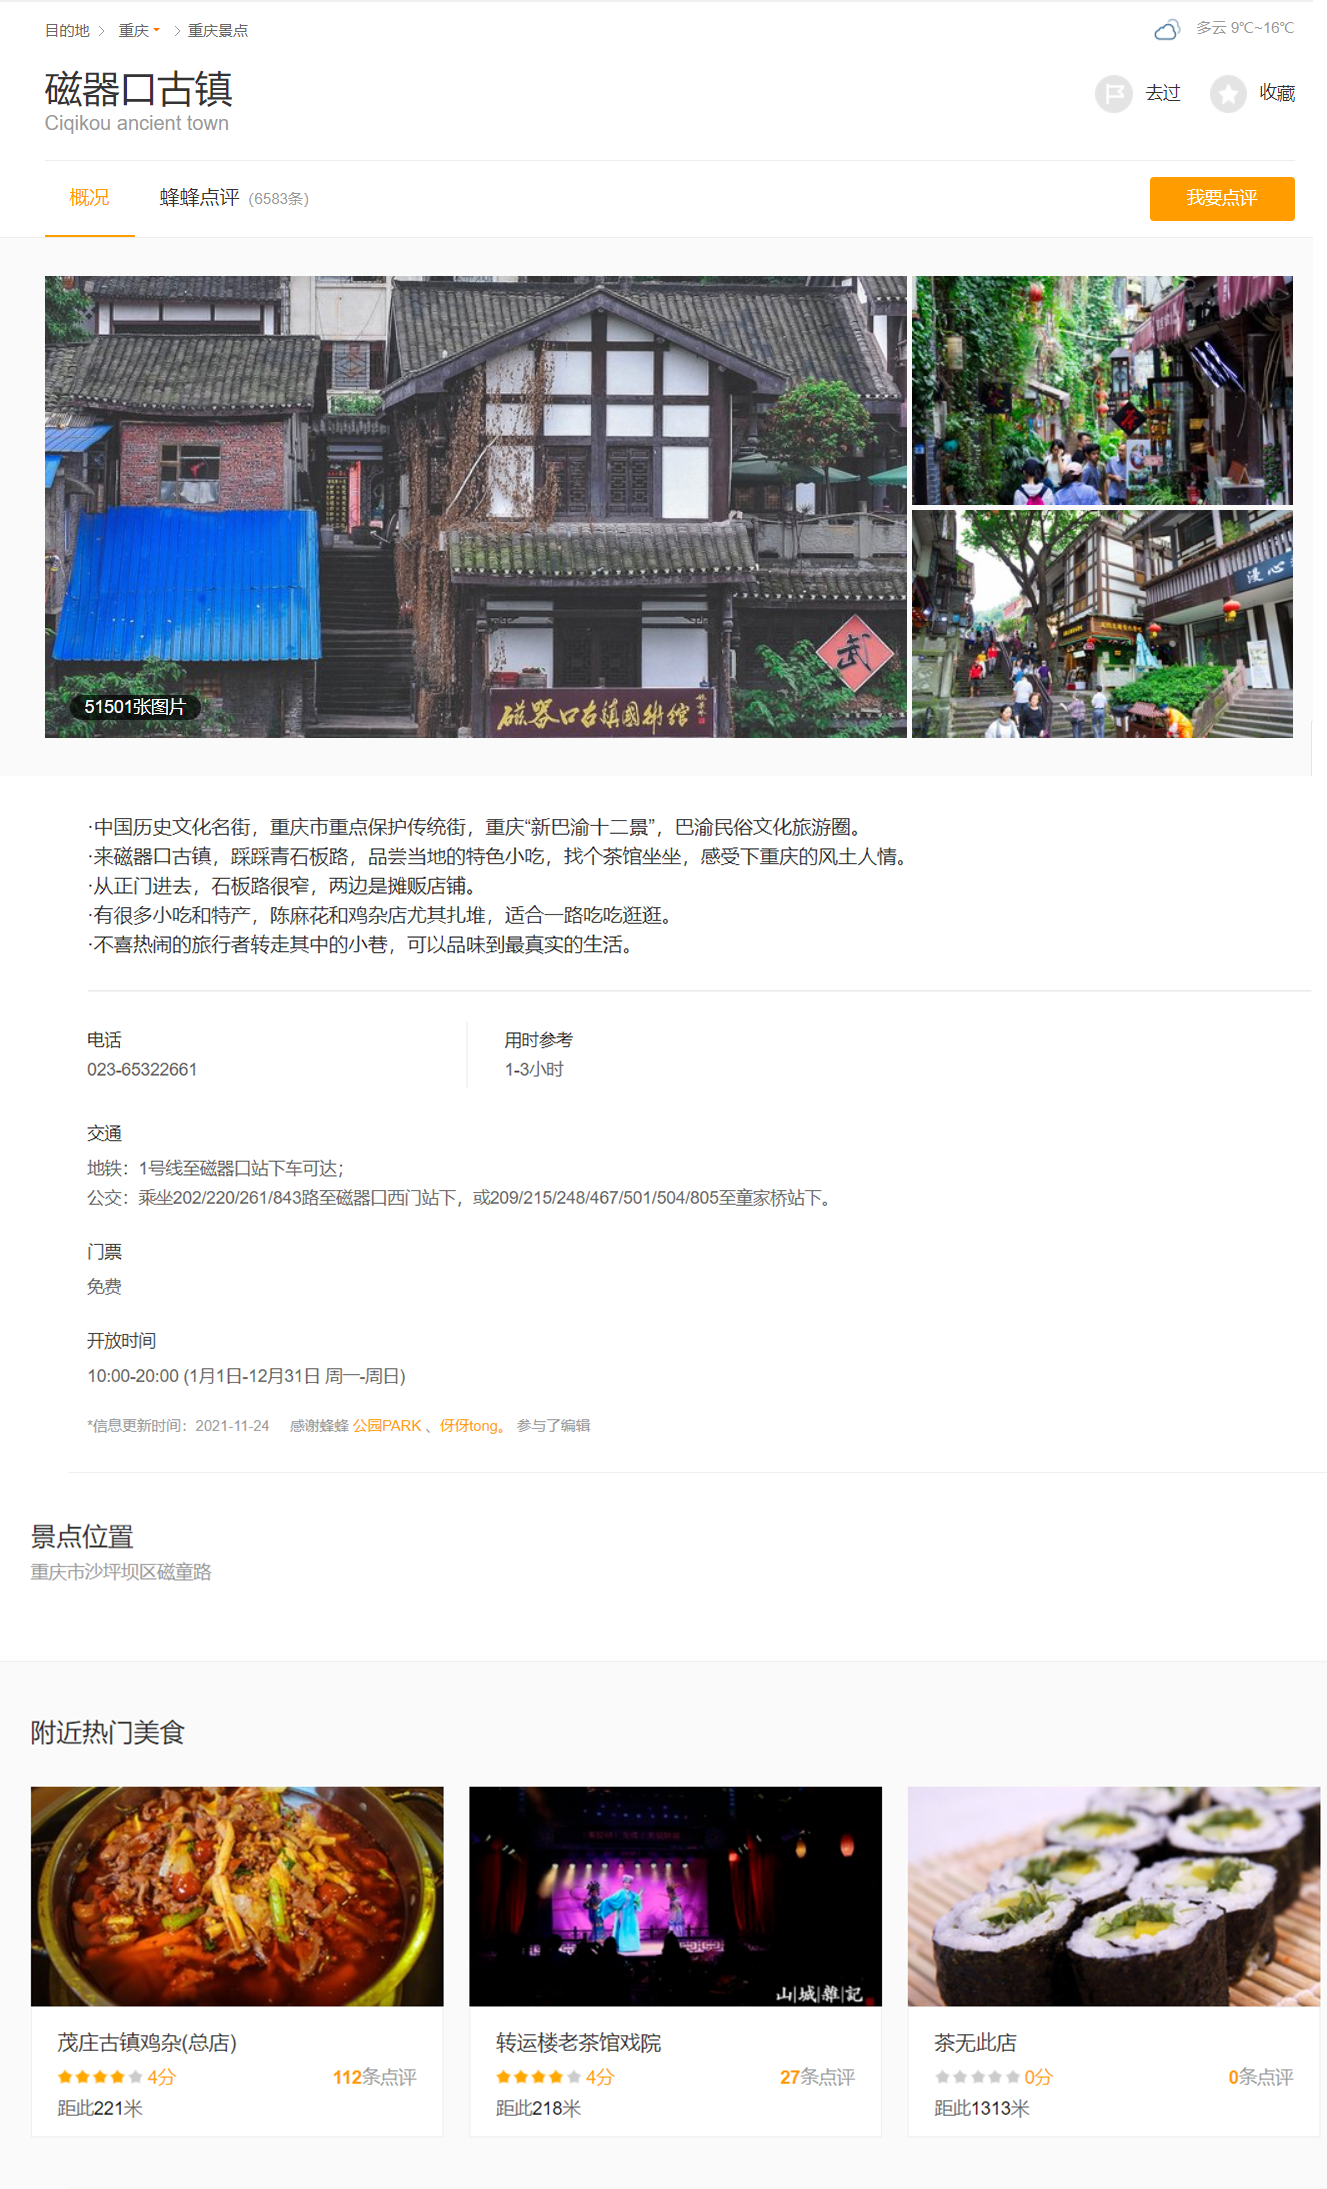 目的地 > 重庆 > 重庆景点
多云 9℃~16℃
磁器口古镇
Ciqikou ancient town
去过
收藏
概况
蜂蜂点评 (6583条)
我要点评
茶
漫心
武
磁器口古镇國術館
51501张图片
·中国历史文化名街，重庆市重点保护传统街，重庆“新巴渝十二景”，巴渝民俗文化旅游圈。
·来磁器口古镇，踩踩青石板路，品尝当地的特色小吃，找个茶馆坐坐，感受下重庆的风土人情。
·从正门进去，石板路很窄，两边是摊贩店铺。
·有很多小吃和特产，陈麻花和鸡杂店尤其扎堆，适合一路吃吃逛逛。
·不喜热闹的旅行者转走其中的小巷，可以品味到最真实的生活。
电话
023-65322661
用时参考
1-3小时
交通
地铁：1号线至磁器口站下车可达；
公交：乘坐202/220/261/843路至磁器口西门站下，或209/215/248/467/501/504/805至童家桥站下。
门票
免费
开放时间
10:00-20:00 (1月1日-12月31日 周一-周日)
*信息更新时间：2021-11-24 感谢蜂蜂 公园PARK 、伢伢tong。 参与了编辑
景点位置
重庆市沙坪坝区磁童路
附近热门美食
山|城|雜|記
茂庄古镇鸡杂(总店)
4分 112条点评
距此221米
转运楼老茶馆戏院
4分 27条点评
距此218米
茶无此店
0分 0条点评
距此1313米